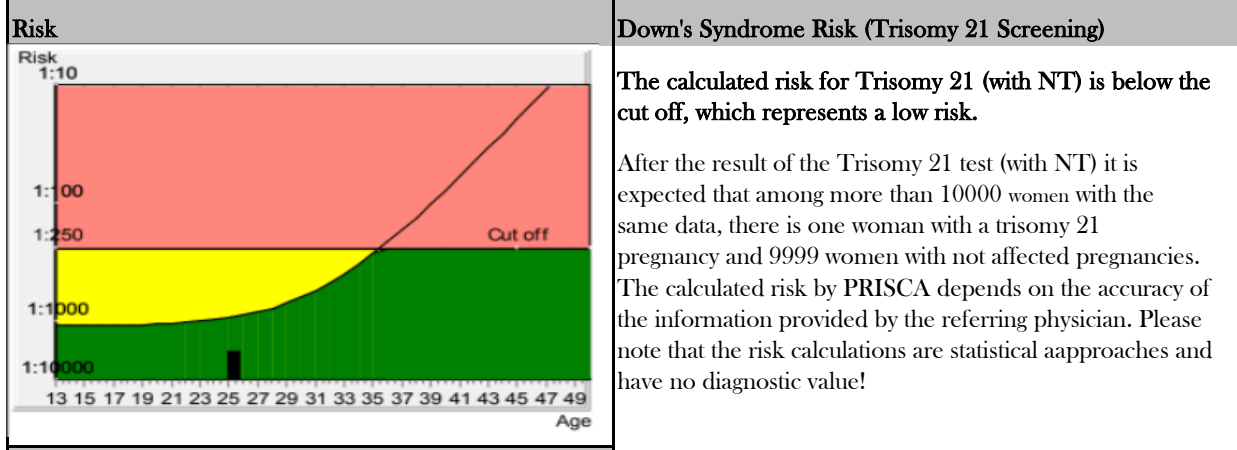 Risk
Risk
1:10
1:100
1:250
Cut off
1:1000
1:10000
13 15 17 19 21 23 25 27 29 31 33 35 37 39 41 43 45 47 49
Age
Down's Syndrome Risk (Trisomy 21 Screening)
The calculated risk for Trisomy 21 (with NT) is below the
cut off, which represents a low risk.
After the result of the Trisomy 21 test (with NT) it is
expected that among more than 10000 women with the
same data, there is one woman with a trisomy 21
pregnancy and 9999 women with not affected pregnancies.
The calculated risk by PRISCA depends on the accuracy of
the information provided by the referring physician. Please
note that the risk calculations are statistical aapproaches and
have no diagnostic value!